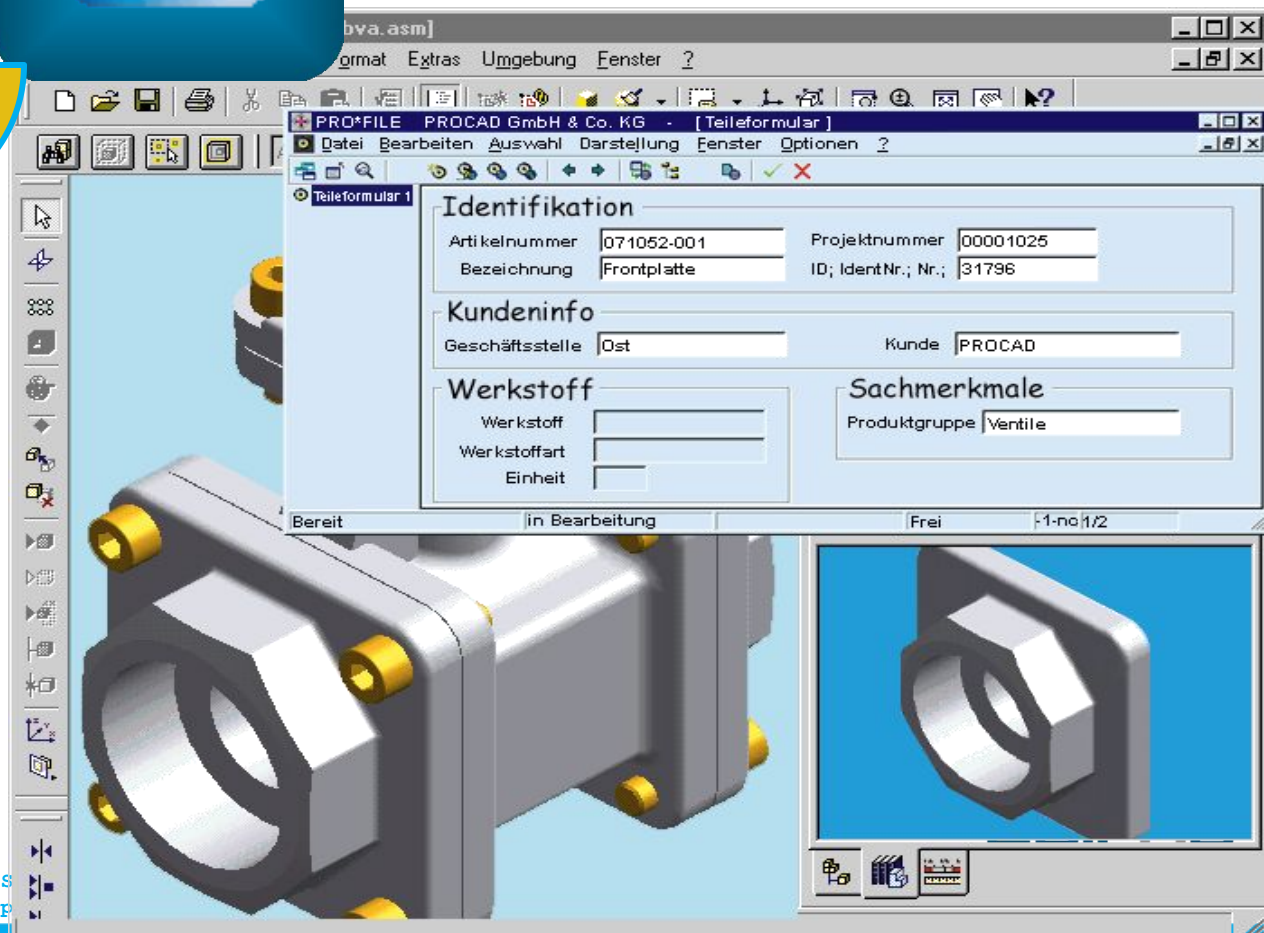 bva.asm]
ormat Extras Umgebung Fenster ?
PRO*FILE PROCAD GmbH & Co. KG - [Teileformular]
Datei Bearbeiten Auswahl Darstellung Fenster Optionen ?
Teileformular 1
Identifikation
Artikelnummer 071052-001 Projektnummer 00001025
Bezeichnung Frontplatte ID; IdentNr.; Nr.; 31796
Kundeninfo
Geschäftsstelle Ost Kunde PROCAD
Werkstoff Sachmerkmale
Werkstoff Produktgruppe Ventile
Werkstoffart
Einheit
Bereit in Bearbeitung Frei -1-no 1/2
s
p